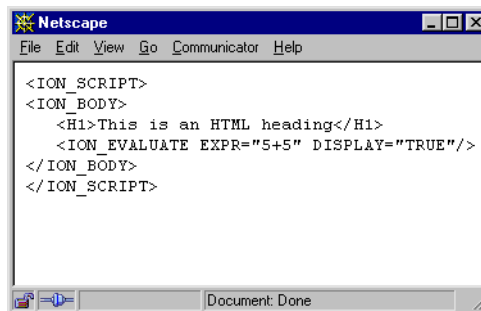 Netscape
File Edit View Go Communicator Help
<ION_SCRIPT>
<ION_BODY>
<H1>This is an HTML heading</H1>
<ION_EVALUATE EXPR="5+5" DISPLAY="TRUE"/>
</ION_BODY>
</ION_SCRIPT>
Document: Done